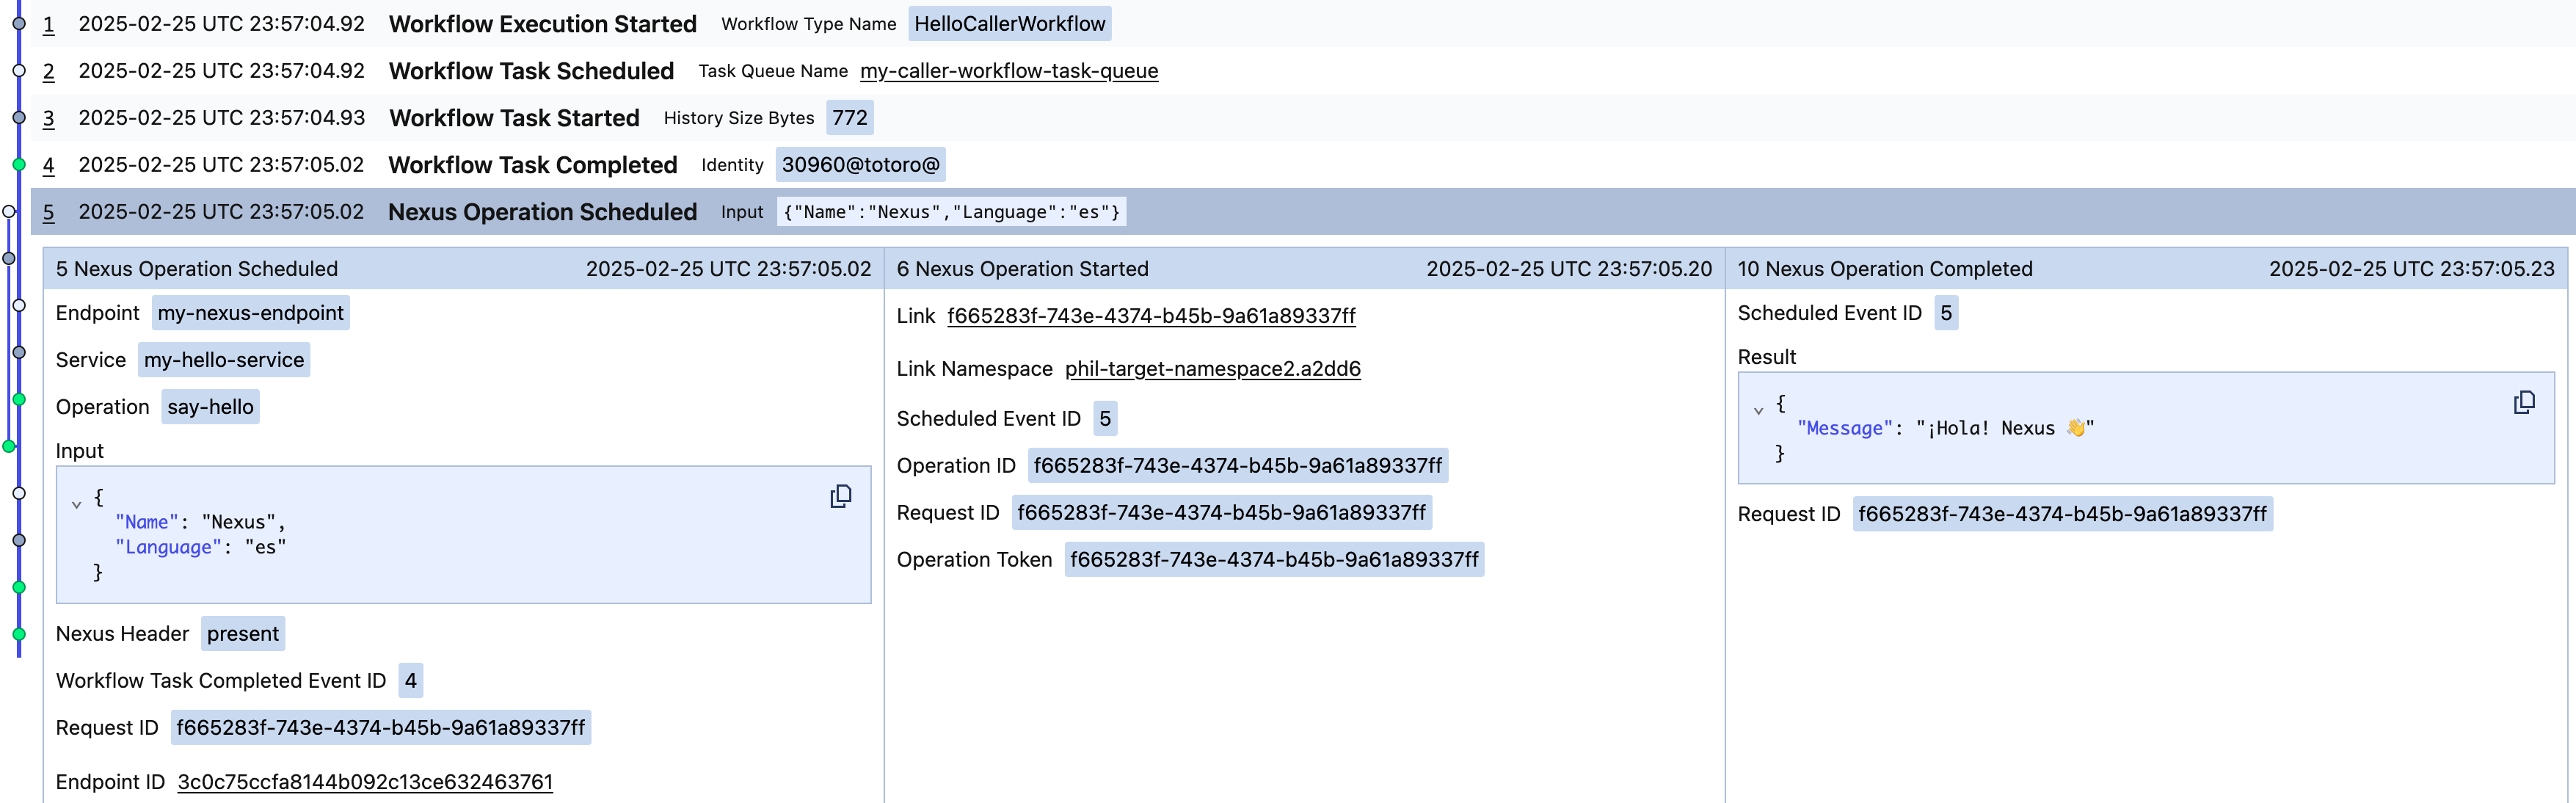 1 2025-02-25 UTC 23:57:04.92 Workflow Execution Started Workflow Type Name HelloCallerWorkflow
2 2025-02-25 UTC 23:57:04.92 Workflow Task Scheduled Task Queue Name my-caller-workflow-task-queue
3 2025-02-25 UTC 23:57:04.93 Workflow Task Started History Size Bytes 772
4 2025-02-25 UTC 23:57:05.02 Workflow Task Completed Identity 30960@totoro@
5 2025-02-25 UTC 23:57:05.02 Nexus Operation Scheduled Input {"Name":"Nexus","Language":"es"}
5 Nexus Operation Scheduled 2025-02-25 UTC 23:57:05.02
Endpoint my-nexus-endpoint
Service my-hello-service
Operation say-hello
Input
{
"Name": "Nexus",
"Language": "es"
}
Nexus Header present
Workflow Task Completed Event ID 4
Request ID f665283f-743e-4374-b45b-9a61a89337ff
Endpoint ID 3c0c75ccfa8144b092c13ce632463761
6 Nexus Operation Started 2025-02-25 UTC 23:57:05.20
Link f665283f-743e-4374-b45b-9a61a89337ff
Link Namespace phil-target-namespace2.a2dd6
Scheduled Event ID 5
Operation ID f665283f-743e-4374-b45b-9a61a89337ff
Request ID f665283f-743e-4374-b45b-9a61a89337ff
Operation Token f665283f-743e-4374-b45b-9a61a89337ff
10 Nexus Operation Completed 2025-02-25 UTC 23:57:05.23
Scheduled Event ID 5
Result
{
"Message": "¡Hola! Nexus 👋"
}
Request ID f665283f-743e-4374-b45b-9a61a89337ff